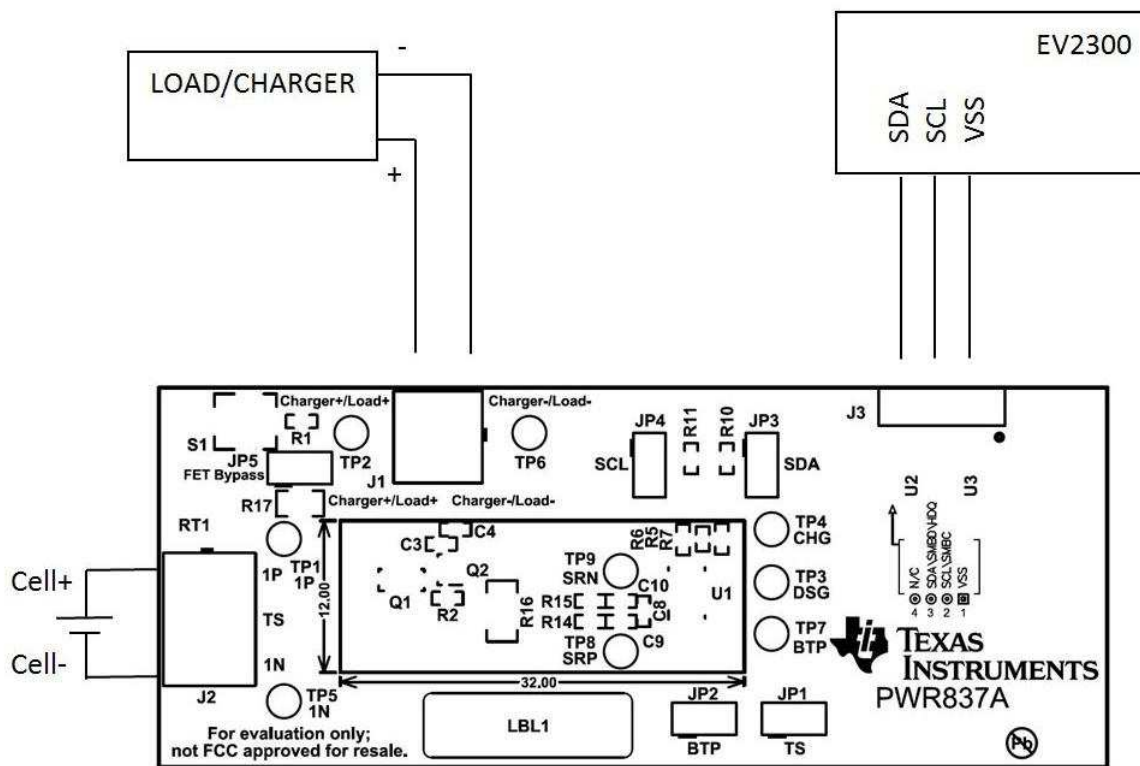 LOAD/CHARGER
-
+
EV2300
SDA
SCL
VSS
Charger+/Load+
Charger-/Load-
S1
R1
TP2
J1
TP6
JP4
R11
R10
JP3
SCL
SDA
J3
JP5
FET Bypass
R17
Charger+/Load+
Charger-/Load-
U2
U3
RT1
TP1
1P
1P
C4
C3
Q2
Q1
R2
R16
TP9
SRN
R6
R5
R7
C10
R15
R14
C8
C9
U1
TP8
SRP
TP4
CHG
TP3
DSG
TP7
BTP
N/C
SDA\SMBD\HDQ
SCL\SMBC
VSS
4
3
2
1
Cell+
Cell-
TS
1N
J2
TP5
1N
12,00
32,00
TEXAS
INSTRUMENTS
PWR837A
JP2
BTP
JP1
TS
For evaluation only;
not FCC approved for resale.
LBL1
Pb